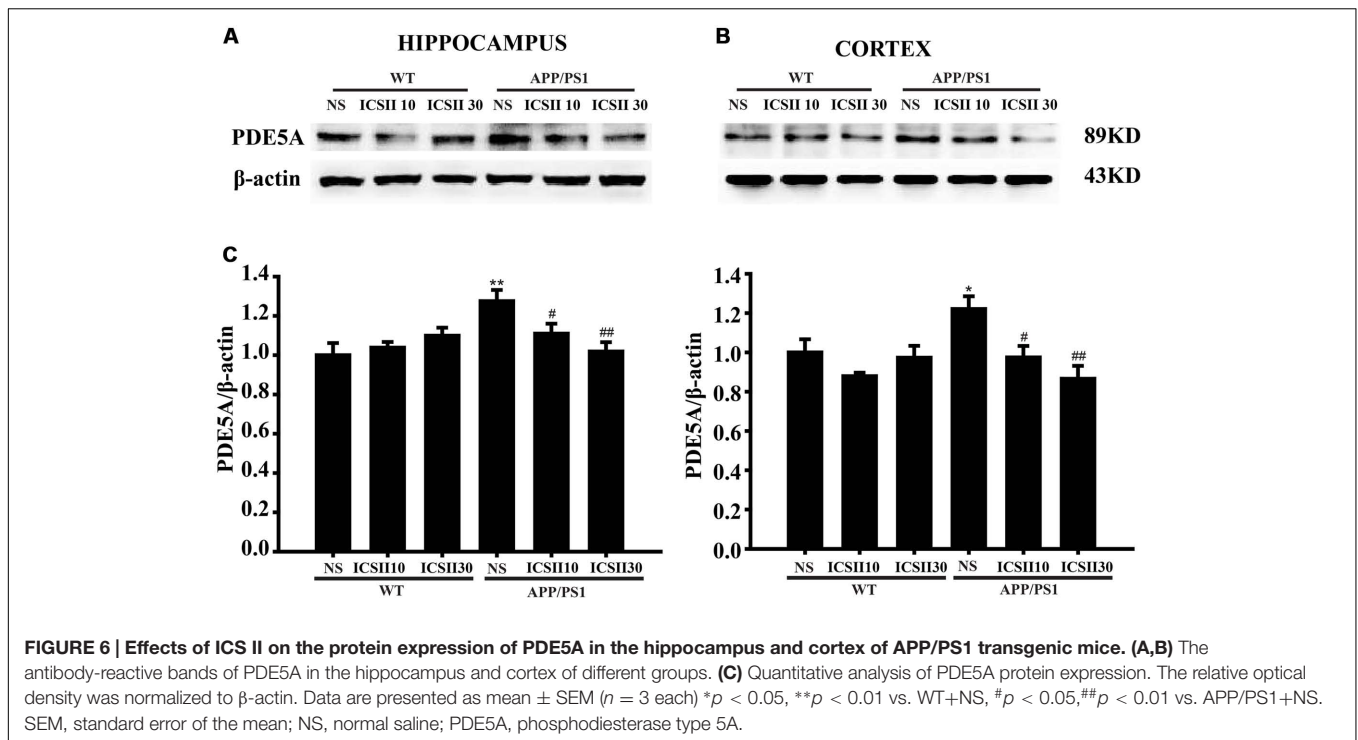 A
HIPPOCAMPUS
WT APP/PS1
NS ICSII 10 ICSII 30 NS ICSII 10 ICSII 30
PDE5A
β-actin
B
CORTEX
WT APP/PS1
NS ICSII 10 ICSII 30 NS ICSII 10 ICSII 30
89KD
43KD
C
PDE5A/β-actin
1.4
1.2
1.0
0.8
0.6
0.4
0.2
0.0
**
#
##
NS ICSII10 ICSII30 NS ICSII10 ICSII30
WT APP/PS1
PDE5A/β-actin
1.4
1.2
1.0
0.8
0.6
0.4
0.2
0.0
*
#
##
NS ICSII10 ICSII30 NS ICSII10 ICSII30
WT APP/PS1
FIGURE 6 | Effects of ICS II on the protein expression of PDE5A in the hippocampus and cortex of APP/PS1 transgenic mice. (A,B) The
antibody-reactive bands of PDE5A in the hippocampus and cortex of different groups. (C) Quantitative analysis of PDE5A protein expression. The relative optical
density was normalized to β-actin. Data are presented as mean ± SEM (n = 3 each) *p < 0.05, **p < 0.01 vs. WT+NS, #p < 0.05,##p < 0.01 vs. APP/PS1+NS.
SEM, standard error of the mean; NS, normal saline; PDE5A, phosphodiesterase type 5A.